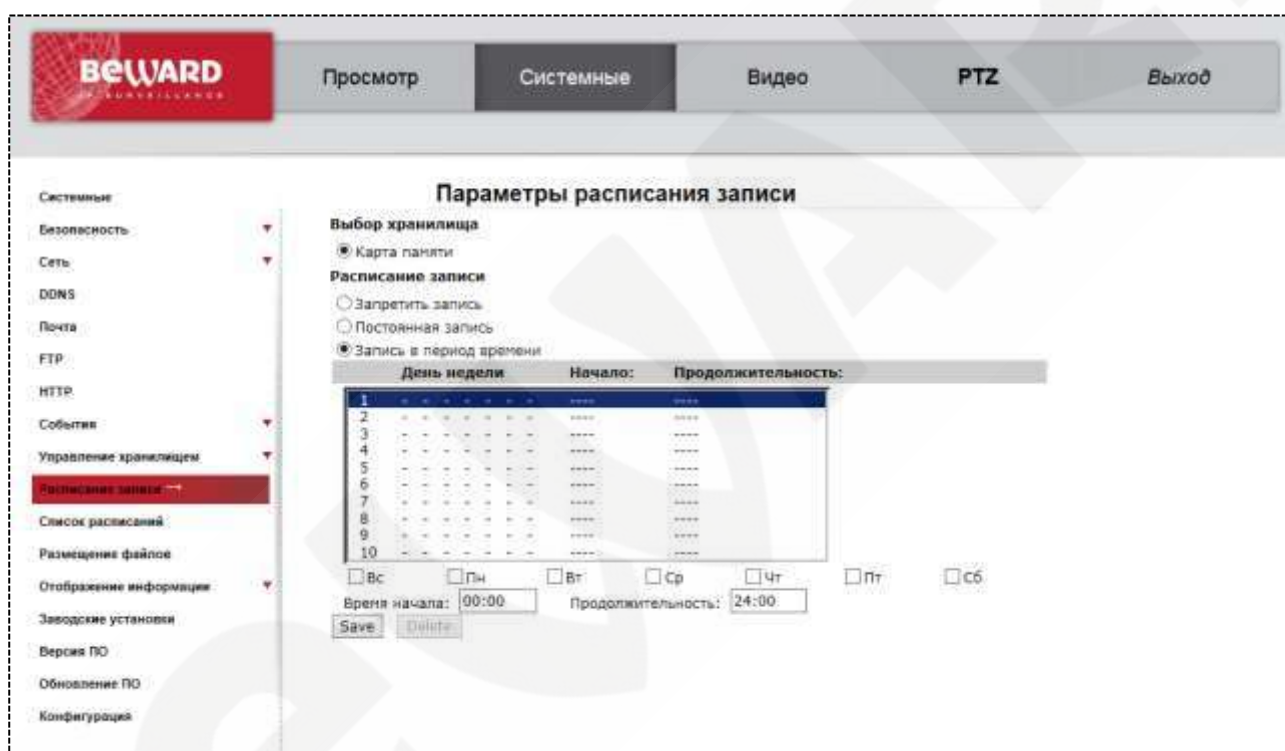 BEWARD
IP SURVEILLANCE
Просмотр
Системные
Видео
PTZ
Выход
Системные
Безопасность
Сеть
DDNS
Почта
FTP
HTTP
События
Управление хранилищем
Расписание записи →
Список расписаний
Размещение файлов
Отображение информации
Заводские установки
Версия ПО
Обновление ПО
Конфигурация
Параметры расписания записи
Выбор хранилища
Карта памяти
Расписание записи
Запретить запись
Постоянная запись
Запись в период времени
День недели Начало: Продолжительность:
1 - - - - - - - ---- ----
2 - - - - - - - ---- ----
3 - - - - - - - ---- ----
4 - - - - - - - ---- ----
5 - - - - - - - ---- ----
6 - - - - - - - ---- ----
7 - - - - - - - ---- ----
8 - - - - - - - ---- ----
9 - - - - - - - ---- ----
10 - - - - - - - ---- ----
Вс Пн Вт Ср Чт Пт Сб
Время начала: 00:00 Продолжительность: 24:00
Save Delete